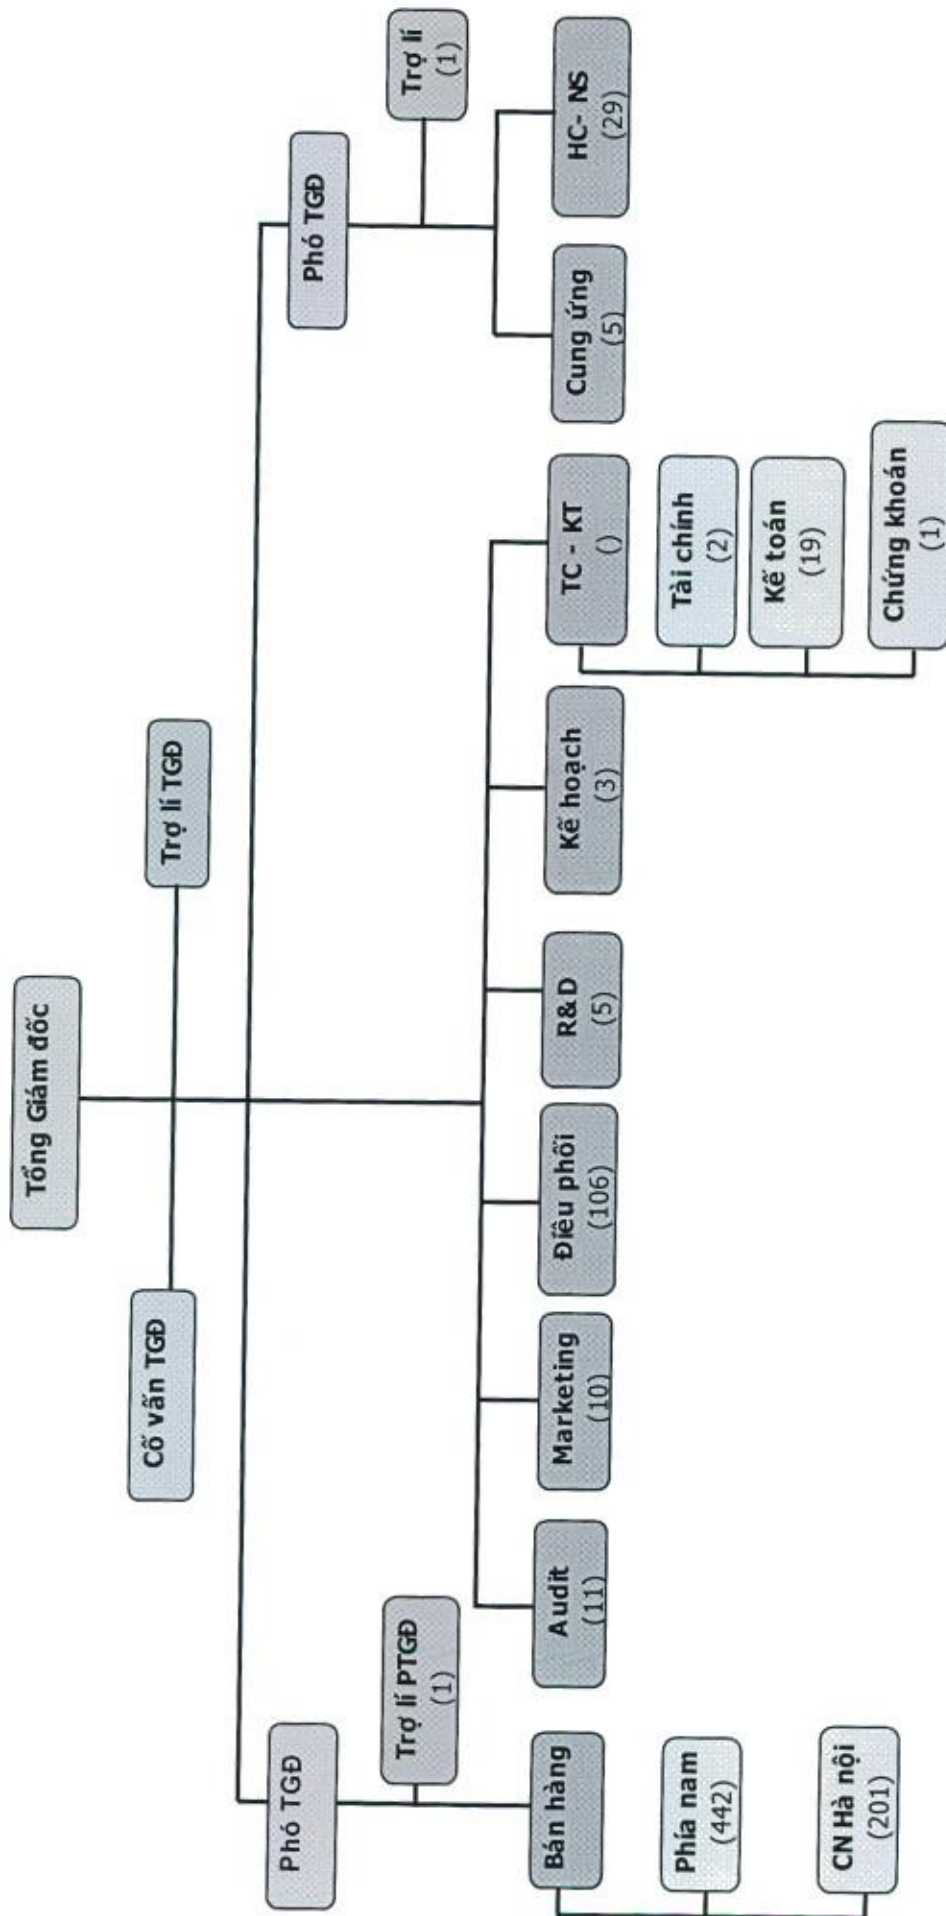 Tổng Giám đốc
Cố vấn TGĐ
Trợ lí TGĐ
Phó TGĐ
Phó TGĐ
Trợ lí PTGĐ
(1)
Trợ lí
(1)
Bán hàng
Audit
(11)
Marketing
(10)
Điều phối
(106)
R&D
(5)
Kế hoạch
(3)
TC - KT
()
Cung ứng
(5)
HC- NS
(29)
Phía nam
(442)
CN Hà nội
(201)
Tài chính
(2)
Kế toán
(19)
Chứng khoán
(1)